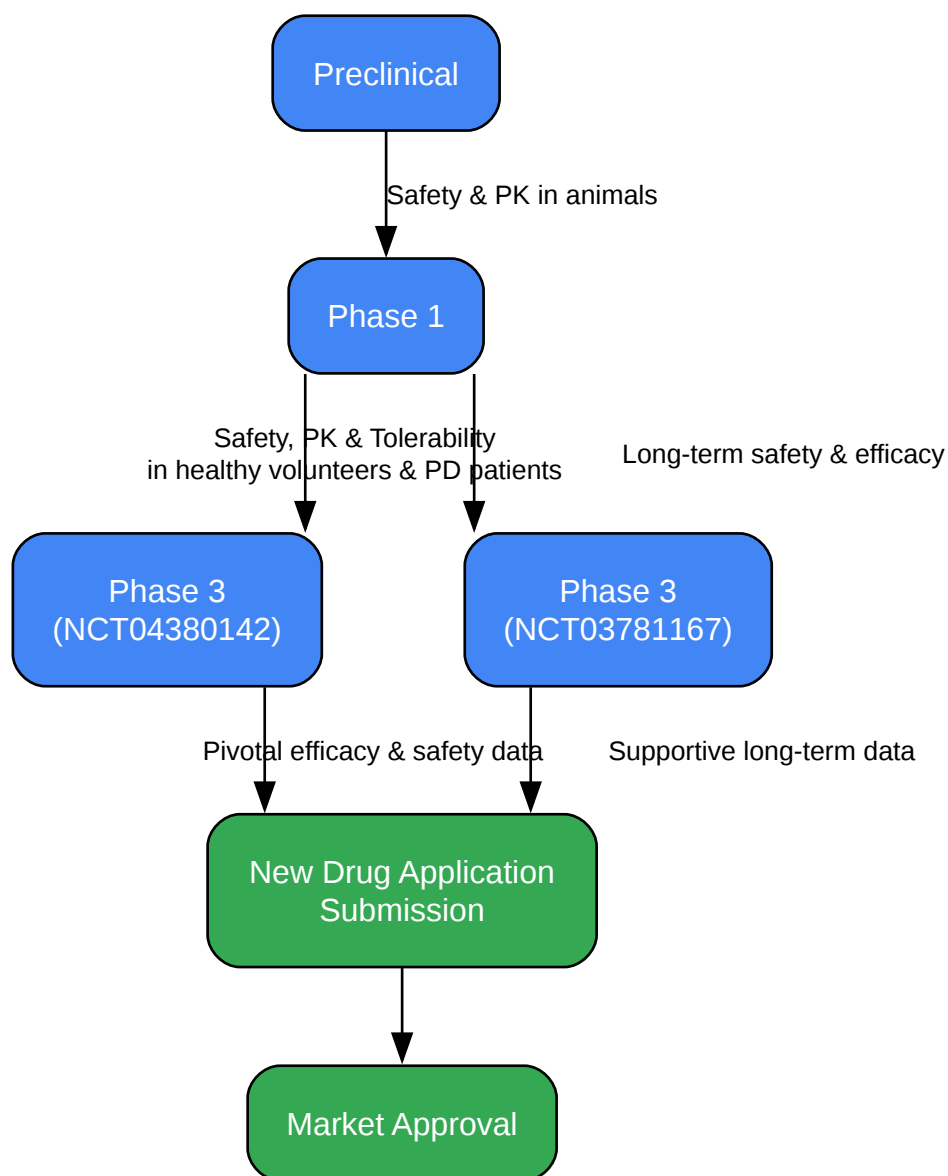 Preclinical
Safety & PK in animals
Phase 1
Safety, PK & Tolerability
in healthy volunteers & PD patients
Long-term safety & efficacy
Phase 3
(NCT04380142)
Phase 3
(NCT03781167)
Pivotal efficacy & safety data
Supportive long-term data
New Drug Application
Submission
Market Approval